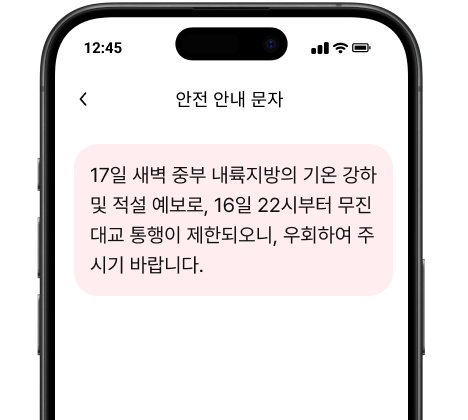 12:45
안전 안내 문자
17일 새벽 중부 내륙지방의 기온 강하
및 적설 예보로, 16일 22시부터 무진
대교 통행이 제한되오니, 우회하여 주
시기 바랍니다.